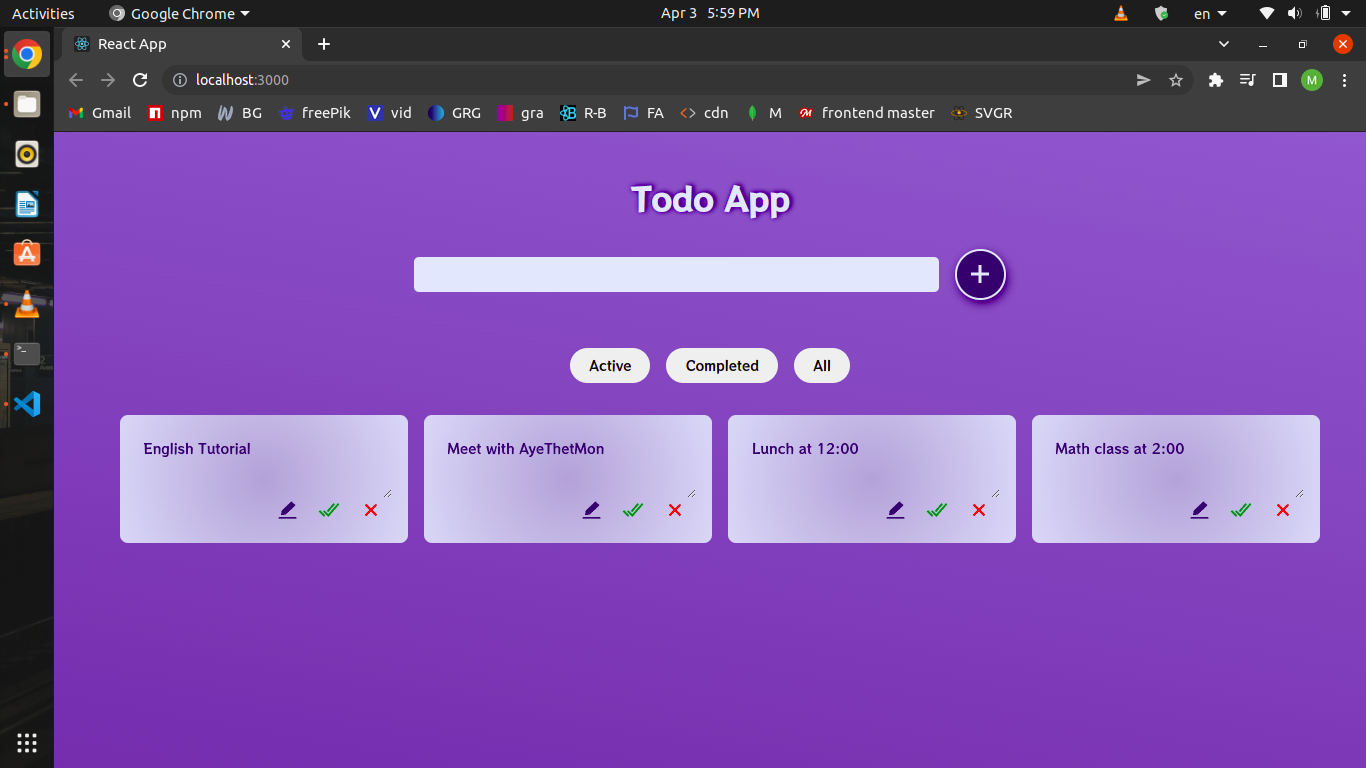 Activities Google Chrome Apr 3 5:59 PM en
React App
localhost:3000 M
Gmail npm BG freePik vid GRG gra R-B FA cdn M frontend master SVGR
Todo App
+
Active Completed All
English Tutorial Meet with AyeThetMon Lunch at 12:00 Math class at 2:00